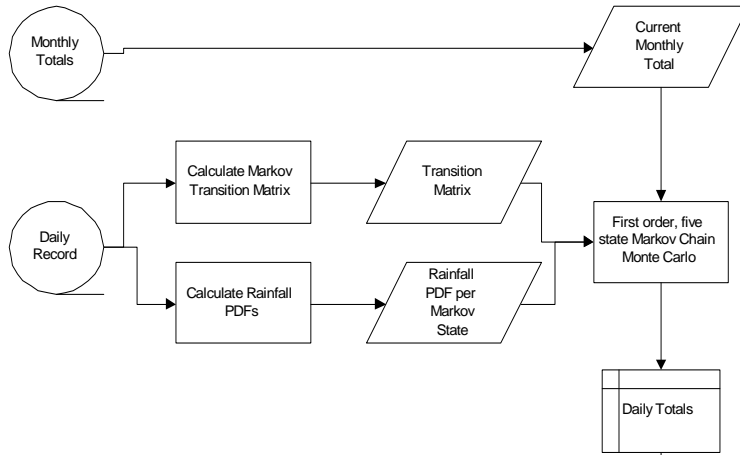 Monthly
Totals
Current
Monthly
Total
Calculate Markov
Transition Matrix
Transition
Matrix
Daily
Record
First order, five
state Markov Chain
Monte Carlo
Calculate Rainfall
PDFs
Rainfall
PDF per
Markov
State
Daily Totals